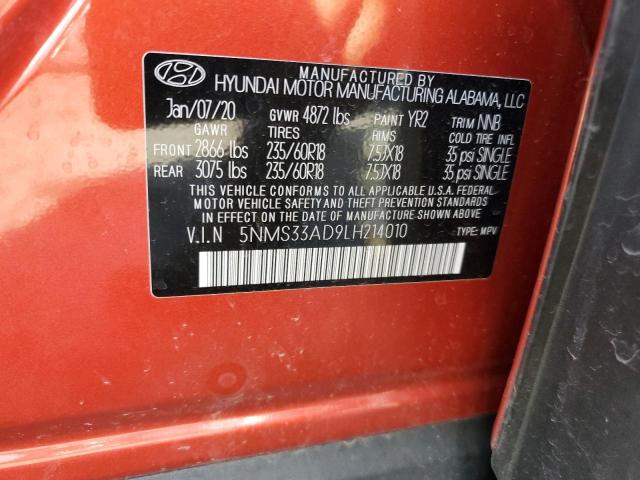 MANUFACTURED BY
HYUNDAI MOTOR MANUFACTURING ALABAMA, LLC
Jan/07/20 GVWR 4872 lbs PAINT YR2 TRIM NNB
GAWR TIRES RIMS COLD TIRE INFL
FRONT 2866 lbs 235/60R18 7.5JX18 35 psi SINGLE
REAR 3075 lbs 235/60R18 7.5JX18 35 psi SINGLE
THIS VEHICLE CONFORMS TO ALL APPLICABLE U.S.A. FEDERAL
MOTOR VEHICLE SAFETY AND THEFT PREVENTION STANDARDS
IN EFFECT ON THE DATE OF MANUFACTURE SHOWN ABOVE.
V.I.N 5NMS33AD9LH214010 TYPE: MPV